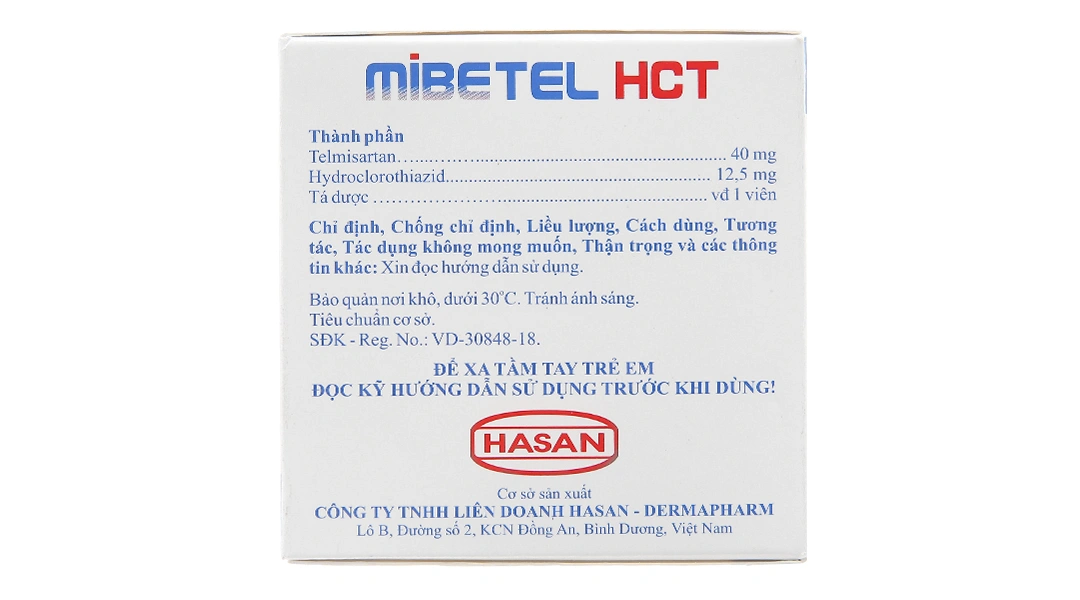 MIBETEL HCT
Thành phần
Telmisartan....................................................................... 40 mg
Hydroclorothiazid............................................................ 12,5 mg
Tá dược ........................................................................ vđ 1 viên
Chỉ định, Chống chỉ định, Liều lượng, Cách dùng, Tương
tác, Tác dụng không mong muốn, Thận trọng và các thông
tin khác: Xin đọc hướng dẫn sử dụng.
Bảo quản nơi khô, dưới 30°C. Tránh ánh sáng.
Tiêu chuẩn cơ sở.
SĐK - Reg. No.: VD-30848-18.
ĐỂ XA TẦM TAY TRẺ EM
ĐỌC KỸ HƯỚNG DẪN SỬ DỤNG TRƯỚC KHI DÙNG!
HASAN
Cơ sở sản xuất
CÔNG TY TNHH LIÊN DOANH HASAN - DERMAPHARM
Lô B, Đường số 2, KCN Đồng An, Bình Dương, Việt Nam